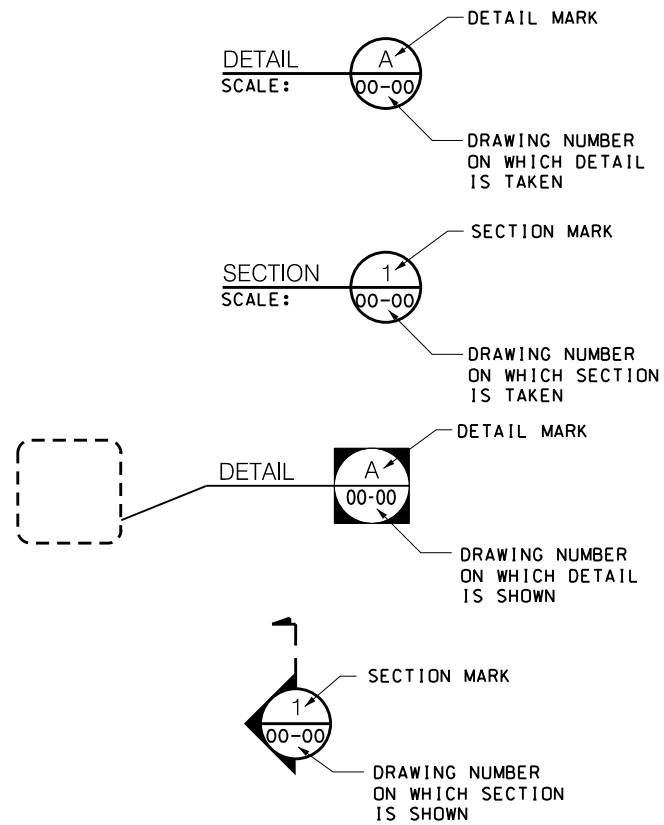 DETAIL MARK
DETAIL
A
SCALE:
00-00
DRAWING NUMBER
ON WHICH DETAIL
IS TAKEN
SECTION MARK
SECTION
1
SCALE:
00-00
DRAWING NUMBER
ON WHICH SECTION
IS TAKEN
DETAIL MARK
DETAIL
A
00-00
DRAWING NUMBER
ON WHICH DETAIL
IS SHOWN
SECTION MARK
1
00-00
DRAWING NUMBER
ON WHICH SECTION
IS SHOWN